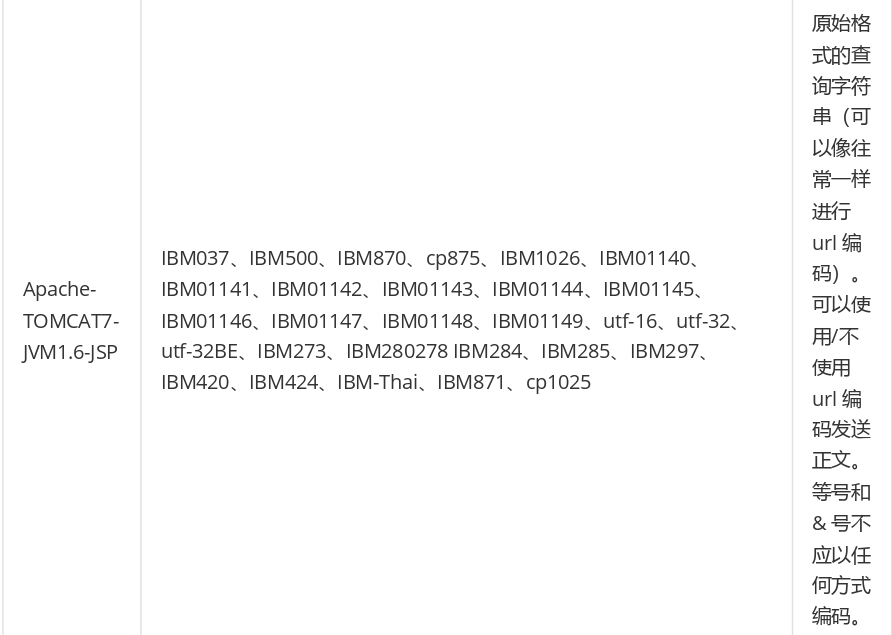 Apache-
TOMCAT7-
JVM1.6-JSP
IBM037、IBM500、IBM870、cp875、IBM1026、IBM01140、
IBM01141、IBM01142、IBM01143、IBM01144、IBM01145、
IBM01146、IBM01147、IBM01148、IBM01149、utf-16、utf-32、
utf-32BE、IBM273、IBM280278 IBM284、IBM285、IBM297、
IBM420、IBM424、IBM-Thai、IBM871、cp1025
原始格
式的查
询字符
串（可
以像往
常一样
进行
url 编
码）。
可以使
用/不
使用
url 编
码发送
正文。
等号和
& 号不
应以任
何方式
编码。